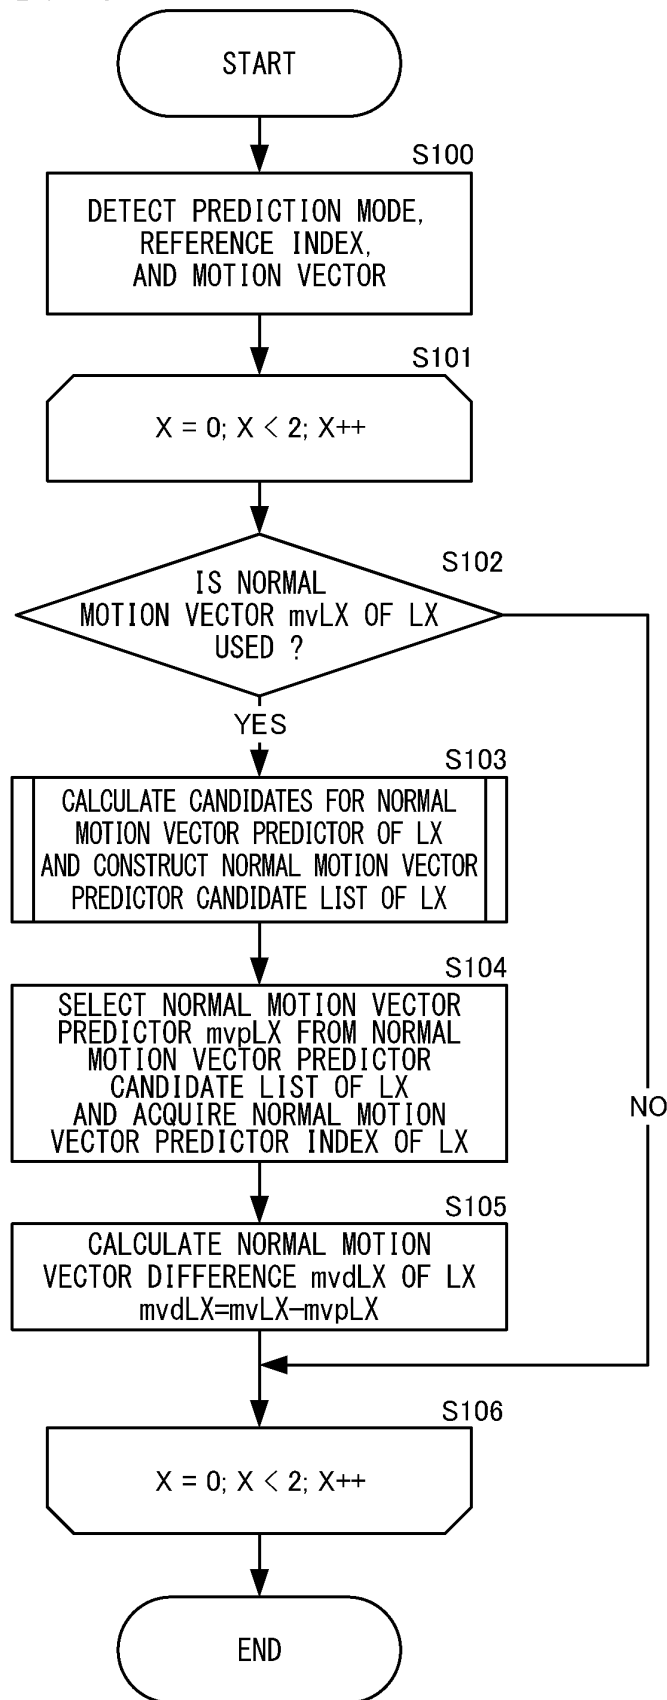 START
S100
DETECT PREDICTION MODE,
REFERENCE INDEX,
AND MOTION VECTOR
S101
X = 0; X < 2; X++
S102
IS NORMAL
MOTION VECTOR mvLX OF LX
USED ?
YES
S103
CALCULATE CANDIDATES FOR NORMAL
MOTION VECTOR PREDICTOR OF LX
AND CONSTRUCT NORMAL MOTION VECTOR
PREDICTOR CANDIDATE LIST OF LX
S104
SELECT NORMAL MOTION VECTOR
PREDICTOR mvpLX FROM NORMAL
MOTION VECTOR PREDICTOR
CANDIDATE LIST OF LX
AND ACQUIRE NORMAL MOTION
VECTOR PREDICTOR INDEX OF LX
NO
S105
CALCULATE NORMAL MOTION
VECTOR DIFFERENCE mvdLX OF LX
mvdLX=mvLX−mvpLX
S106
X = 0; X < 2; X++
END